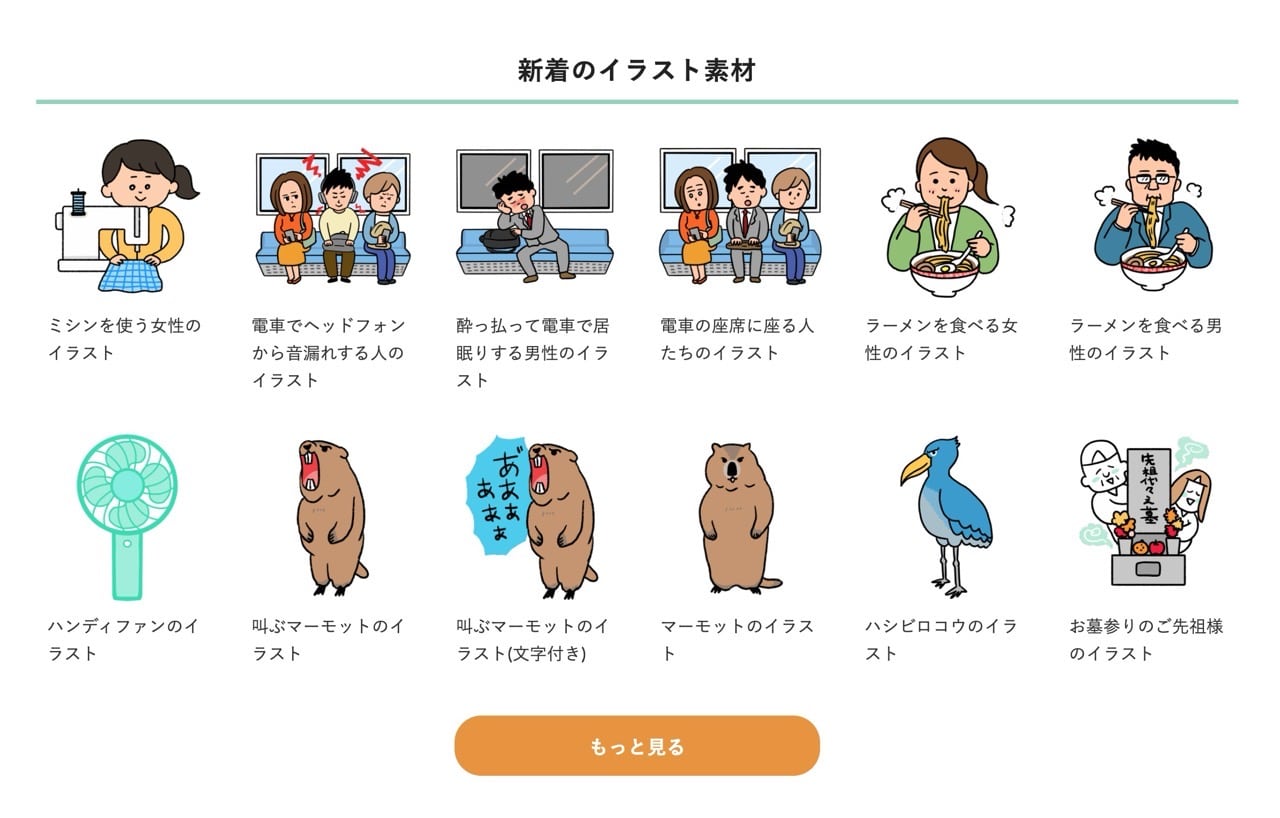 新着のイラスト素材
ミシンを使う女性の
イラスト
電車でヘッドフォン
から音漏れする人の
イラスト
酔っ払って電車で居
眠りする男性のイラ
スト
電車の座席に座る人
たちのイラスト
ラーメンを食べる女
性のイラスト
ラーメンを食べる男
性のイラスト
あ゛あああ
ああぁぁ
先祖代々之墓
ハンディファンのイ
ラスト
叫ぶマーモットのイ
ラスト
叫ぶマーモットのイ
ラスト(文字付き)
マーモットのイラス
ト
ハシビロコウのイラ
スト
お墓参りのご先祖様
のイラスト
もっと見る